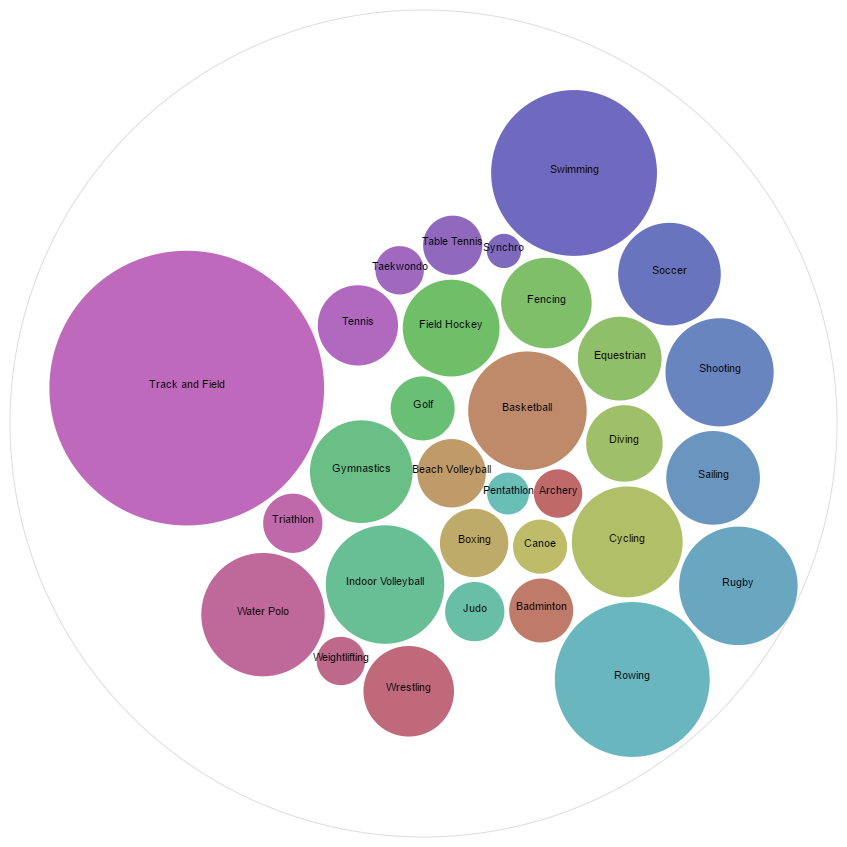 Swimming
Table Tennis
Synchro
Taekwondo
Soccer
Fencing
Tennis
Field Hockey
Equestrian
Shooting
Track and Field
Golf
Basketball
Diving
Gymnastics
Beach Volleyball
Sailing
Pentathlon
Archery
Triathlon
Boxing
Canoe
Cycling
Indoor Volleyball
Rugby
Water Polo
Judo
Badminton
Weightlifting
Rowing
Wrestling